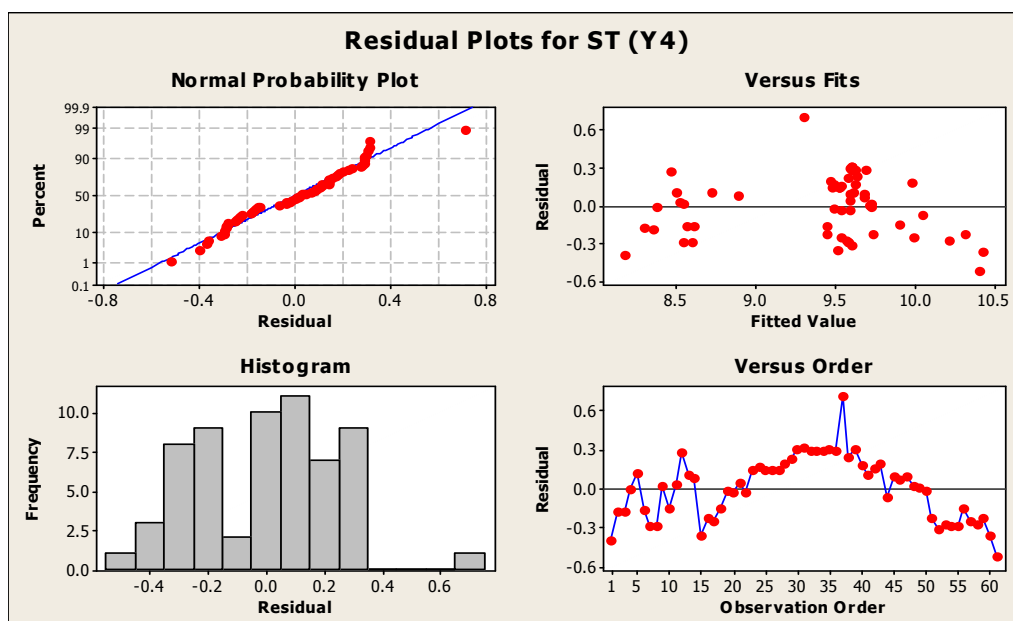 Residual Plots for ST (Y4)
Normal Probability Plot
99.9
99
90
50
10
1
0.1
Percent
-0.8 -0.4 0.0 0.4 0.8
Residual
Versus Fits
0.6
0.3
0.0
-0.3
-0.6
Residual
8.5 9.0 9.5 10.0 10.5
Fitted Value
Histogram
10.0
7.5
5.0
2.5
0.0
Frequency
-0.4 -0.2 0.0 0.2 0.4 0.6
Residual
Versus Order
0.6
0.3
0.0
-0.3
-0.6
Residual
1 5 10 15 20 25 30 35 40 45 50 55 60
Observation Order